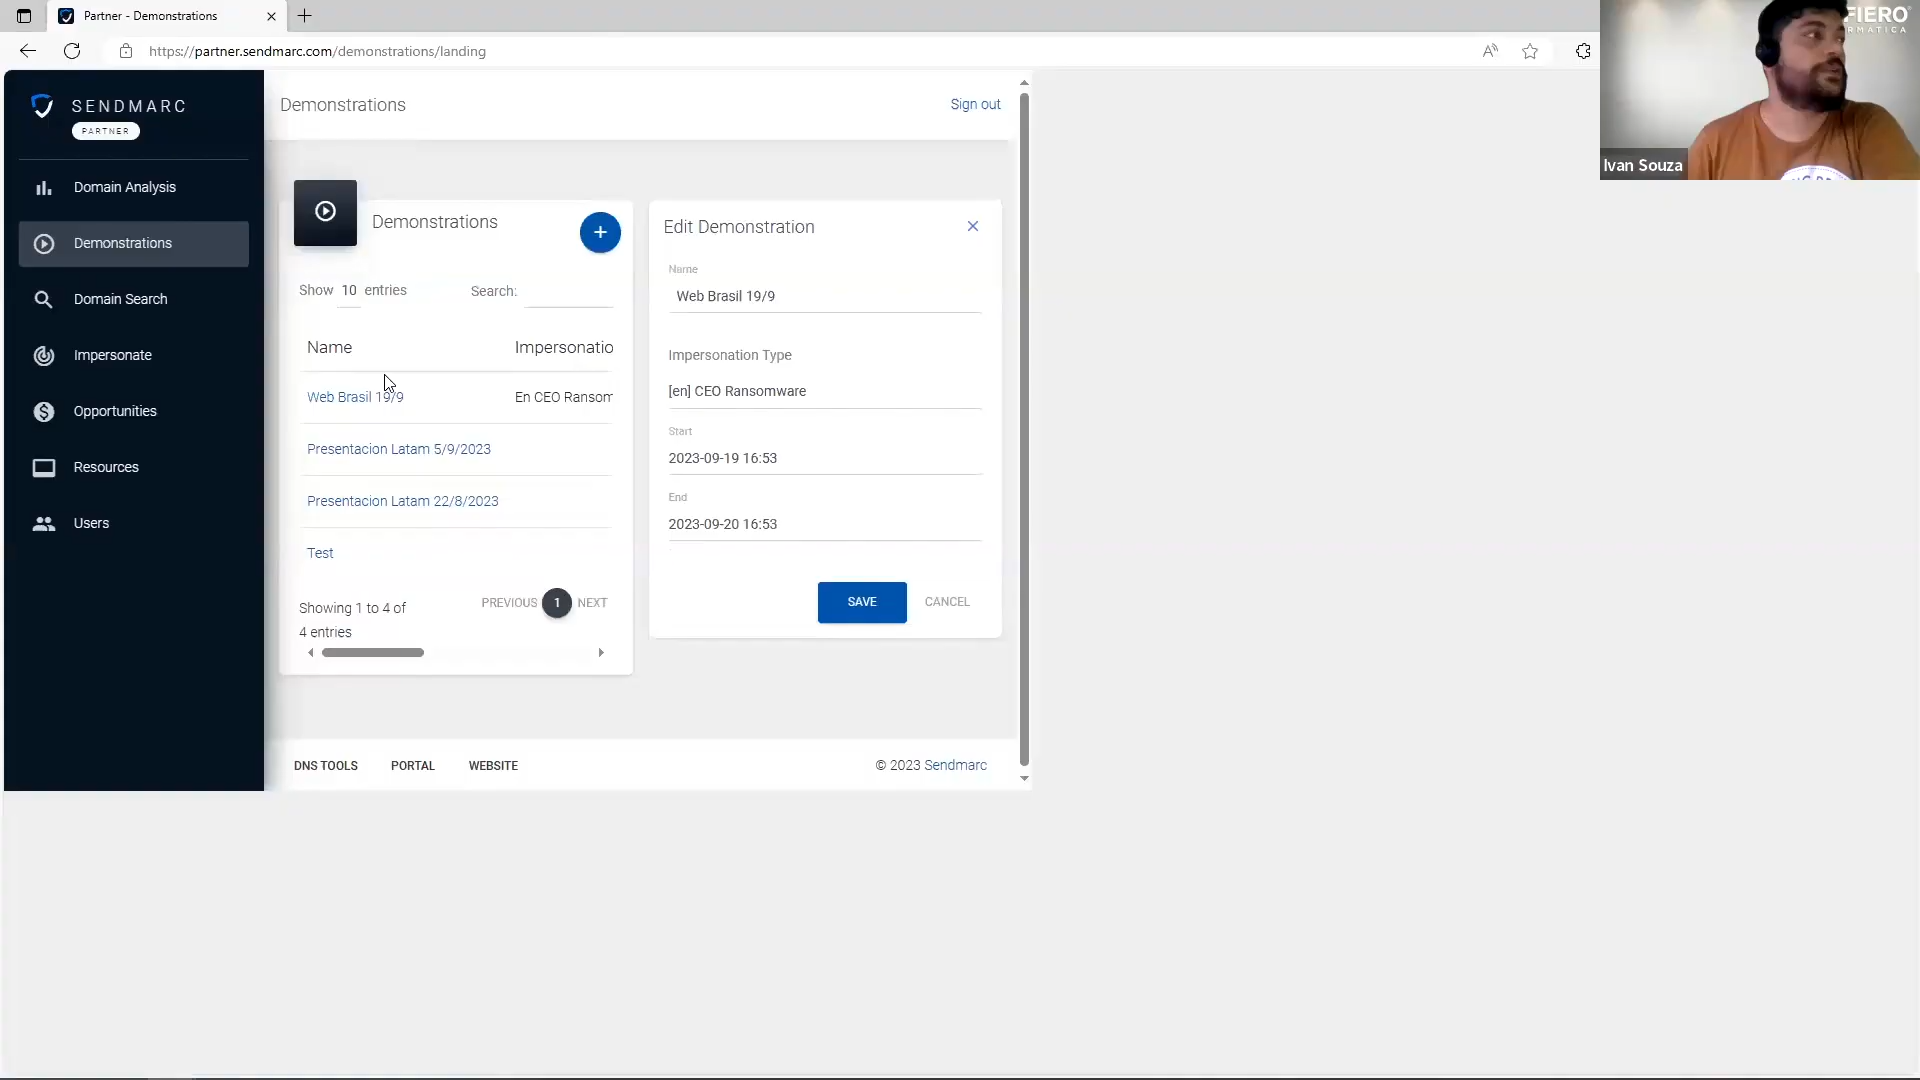 Partner - Demonstrations
https://partner.sendmarc.com/demonstrations/landing
FIERO
RMATICA
Ivan Souza
SENDMARC
PARTNER
Domain Analysis
Demonstrations
Domain Search
Impersonate
Opportunities
Resources
Users
Demonstrations
Sign out
Demonstrations
+
Show 10 entries
Search:
Name
Impersonatio
Web Brasil 19/9
En CEO Ransom
Presentacion Latam 5/9/2023
Presentacion Latam 22/8/2023
Test
Showing 1 to 4 of
4 entries
PREVIOUS 1 NEXT
Edit Demonstration
Name
Web Brasil 19/9
Impersonation Type
[en] CEO Ransomware
Start
2023-09-19 16:53
End
2023-09-20 16:53
SAVE
CANCEL
DNS TOOLS
PORTAL
WEBSITE
© 2023 Sendmarc